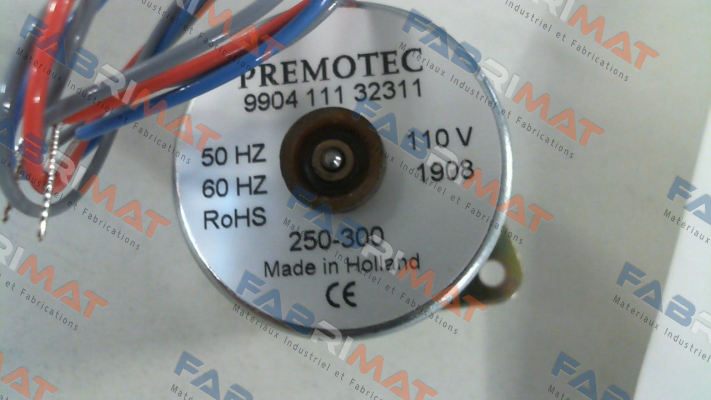 PREMOTEC
9904 111 32311
50 HZ
110 V
60 HZ
1908
RoHS
250-300
Made in Holland
CE
FABRIMAT
Materiaux Industriel et Fabrications